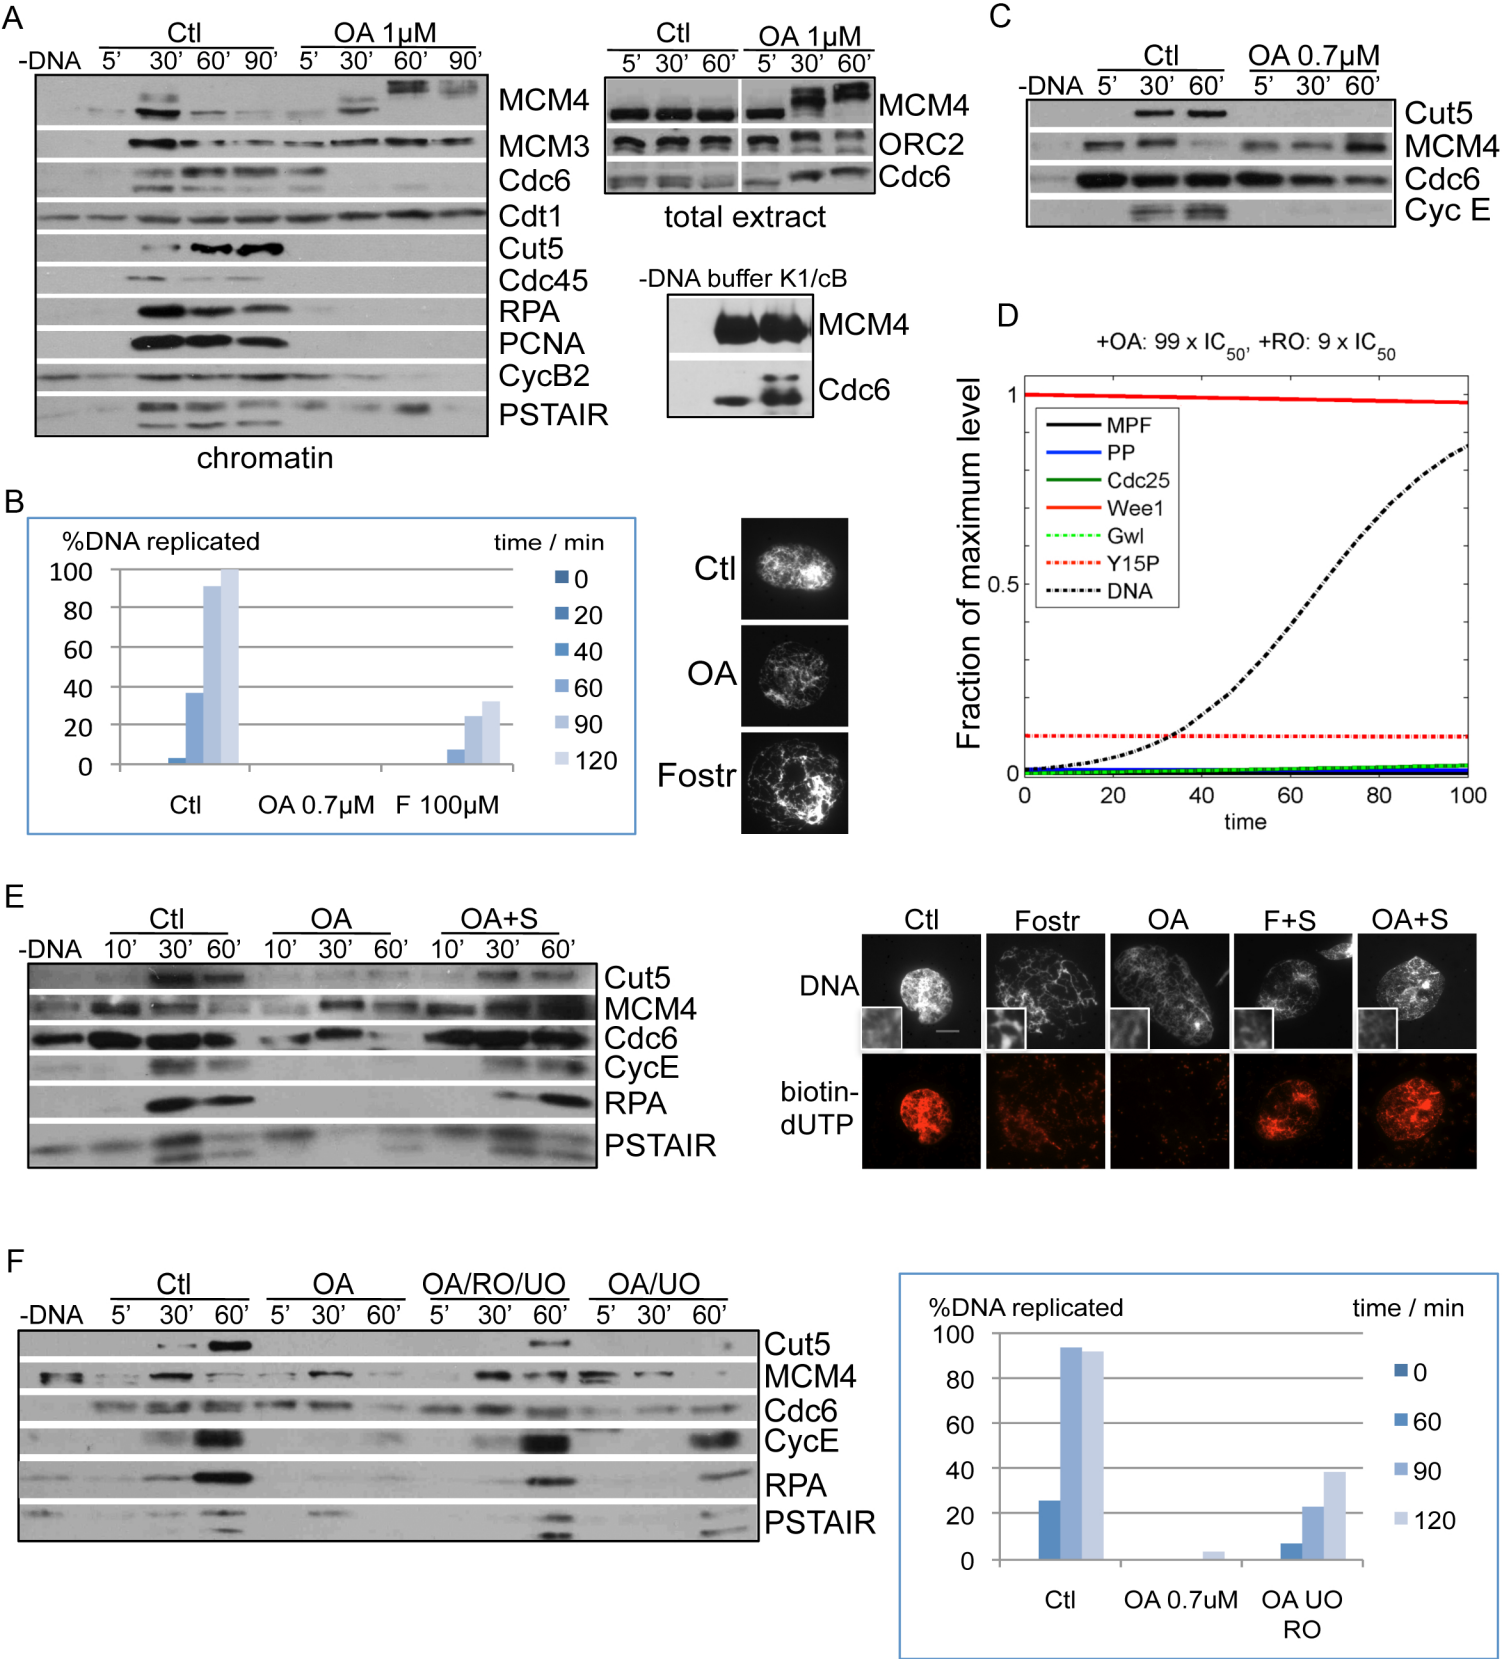 A
Ctl OA 1µM
-DNA 5’ 30’ 60’ 90’ 5’ 30’ 60’ 90’
MCM4
MCM3
Cdc6
Cdt1
Cut5
Cdc45
RPA
PCNA
CycB2
PSTAIR
chromatin
Ctl OA 1µM
5’ 30’ 60’ 5’ 30’ 60’
MCM4
ORC2
Cdc6
total extract
-DNA buffer K1/cB
MCM4
Cdc6
C
Ctl OA 0.7µM
-DNA 5’ 30’ 60’ 5’ 30’ 60’
Cut5
MCM4
Cdc6
Cyc E
B
%DNA replicated
time / min
100
80
60
40
20
0
Ctl OA 0.7µM F 100µM
0
20
40
60
90
120
Ctl
OA
Fostr
D
+OA: 99 x IC50, +RO: 9 x IC50
Fraction of maximum level
1
0.5
0
MPF
PP
Cdc25
Wee1
Gwl
Y15P
DNA
0 20 40 60 80 100
time
E
Ctl OA OA+S
-DNA 10’ 30’ 60’ 10’ 30’ 60’ 10’ 30’ 60’
Cut5
MCM4
Cdc6
CycE
RPA
PSTAIR
Ctl Fostr OA F+S OA+S
DNA
biotin-
dUTP
F
Ctl OA OA/RO/UO OA/UO
-DNA 5’ 30’ 60’ 5’ 30’ 60’ 5’ 30’ 60’ 5’ 30’ 60’
Cut5
MCM4
Cdc6
CycE
RPA
PSTAIR
%DNA replicated
time / min
100
80
60
40
20
0
Ctl OA 0.7uM OA UO
RO
0
60
90
120